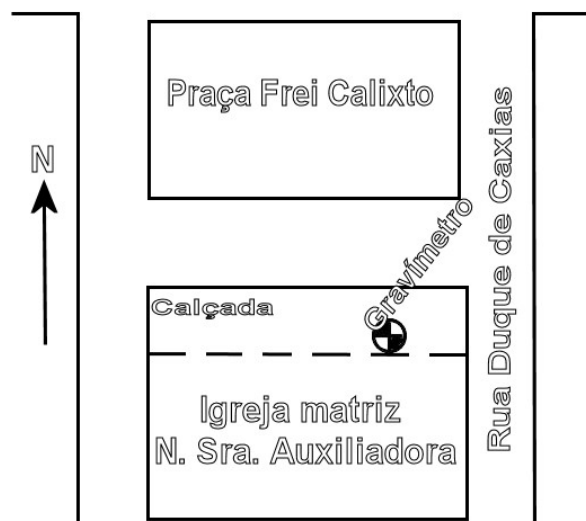 Praça Frei Calixto
N
Rua Duque de Caxias
Gravímetro
Calçada
Igreja matriz
N. Sra. Auxiliadora